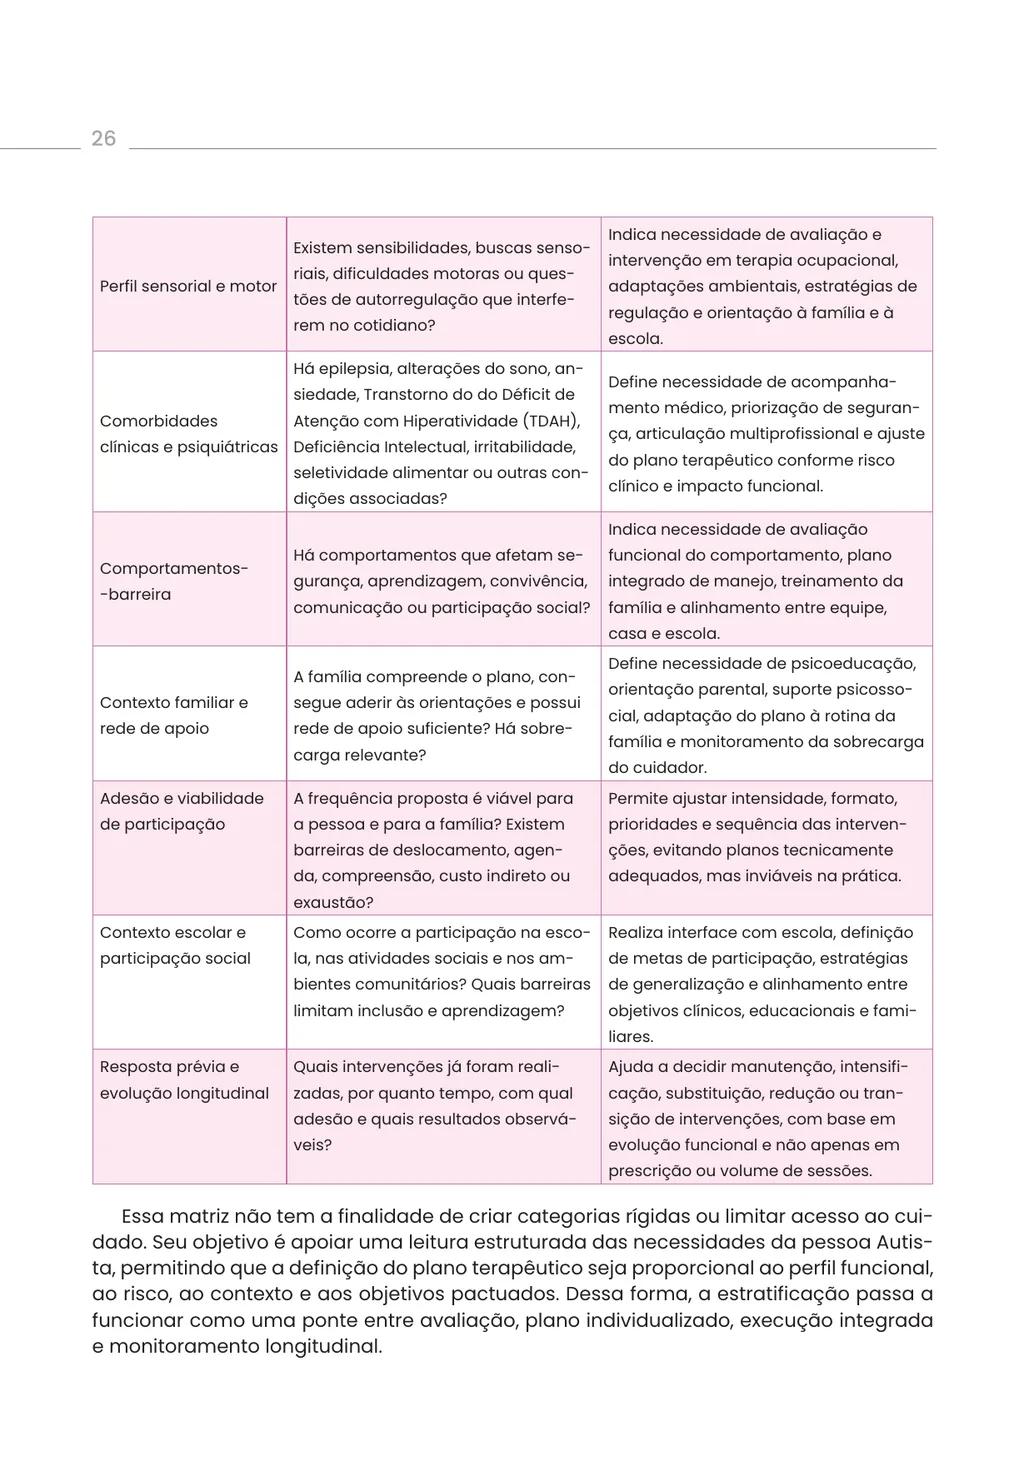 26
Perfil sensorial e motor
Existem sensibilidades, buscas senso-
riais, dificuldades motoras ou ques-
tões de autorregulação que interfe-
rem no cotidiano?
Indica necessidade de avaliação e
intervenção em terapia ocupacional,
adaptações ambientais, estratégias de
regulação e orientação à família e à
escola.
Comorbidades
clínicas e psiquiátricas
Há epilepsia, alterações do sono, an-
siedade, Transtorno do do Déficit de
Atenção com Hiperatividade (TDAH),
Deficiência Intelectual, irritabilidade,
seletividade alimentar ou outras con-
dições associadas?
Define necessidade de acompanha-
mento médico, priorização de seguran-
ça, articulação multiprofissional e ajuste
do plano terapêutico conforme risco
clínico e impacto funcional.
Comportamentos-
-barreira
Há comportamentos que afetam se-
gurança, aprendizagem, convivência,
comunicação ou participação social?
Indica necessidade de avaliação
funcional do comportamento, plano
integrado de manejo, treinamento da
família e alinhamento entre equipe,
casa e escola.
Contexto familiar e
rede de apoio
A família compreende o plano, con-
segue aderir às orientações e possui
rede de apoio suficiente? Há sobre-
carga relevante?
Define necessidade de psicoeducação,
orientação parental, suporte psicosso-
cial, adaptação do plano à rotina da
família e monitoramento da sobrecarga
do cuidador.
Adesão e viabilidade
de participação
A frequência proposta é viável para
a pessoa e para a família? Existem
barreiras de deslocamento, agen-
da, compreensão, custo indireto ou
exaustão?
Permite ajustar intensidade, formato,
prioridades e sequência das interven-
ções, evitando planos tecnicamente
adequados, mas inviáveis na prática.
Contexto escolar e
participação social
Como ocorre a participação na esco-
la, nas atividades sociais e nos am-
bientes comunitários? Quais barreiras
limitam inclusão e aprendizagem?
Realiza interface com escola, definição
de metas de participação, estratégias
de generalização e alinhamento entre
objetivos clínicos, educacionais e fami-
liares.
Resposta prévia e
evolução longitudinal
Quais intervenções já foram reali-
zadas, por quanto tempo, com qual
adesão e quais resultados observá-
veis?
Ajuda a decidir manutenção, intensifi-
cação, substituição, redução ou tran-
sição de intervenções, com base em
evolução funcional e não apenas em
prescrição ou volume de sessões.
Essa matriz não tem a finalidade de criar categorias rígidas ou limitar acesso ao cui-
dado. Seu objetivo é apoiar uma leitura estruturada das necessidades da pessoa Autis-
ta, permitindo que a definição do plano terapêutico seja proporcional ao perfil funcional,
ao risco, ao contexto e aos objetivos pactuados. Dessa forma, a estratificação passa a
funcionar como uma ponte entre avaliação, plano individualizado, execução integrada
e monitoramento longitudinal.